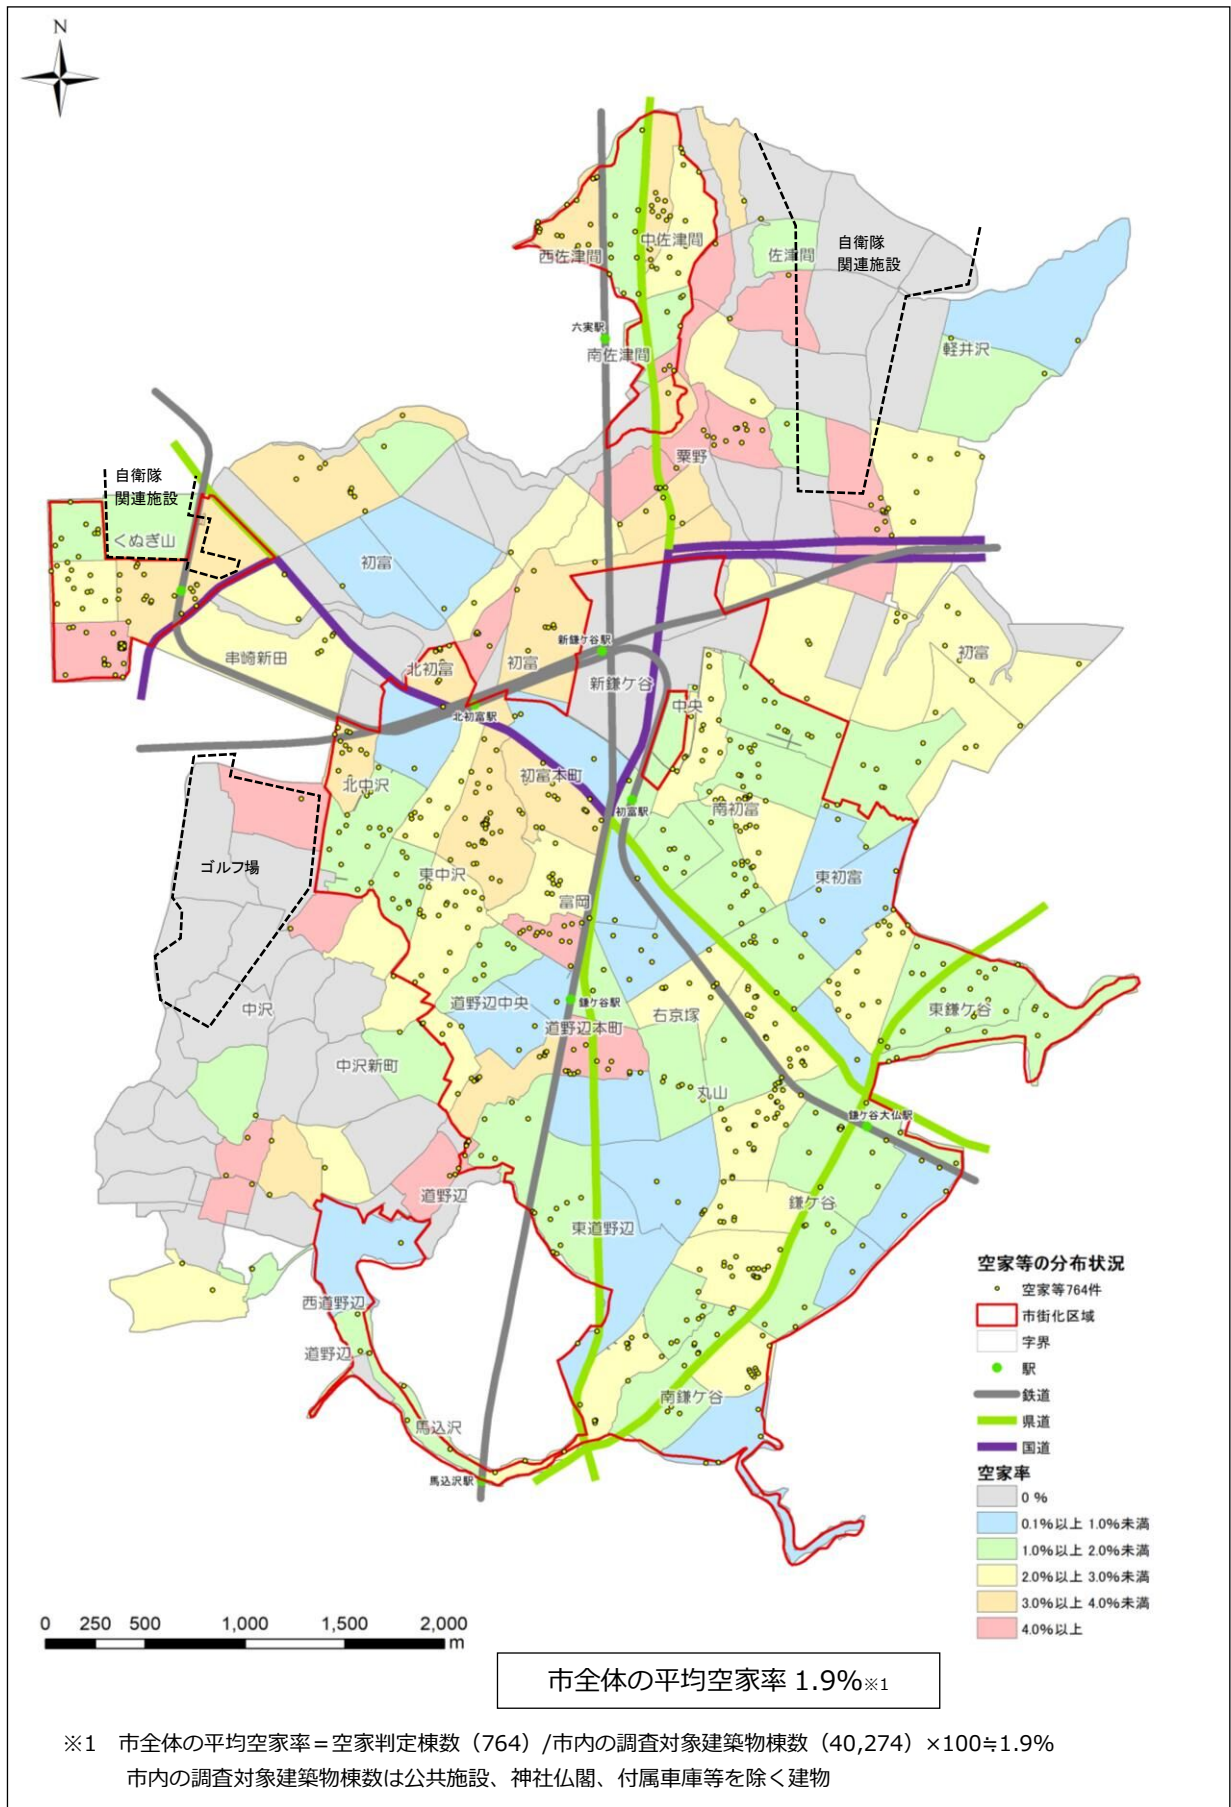 N
西佐津間
中佐津間
佐津間
自衛隊
関連施設
六実駅
南佐津間
軽井沢
粟野
自衛隊
関連施設
くぬぎ山
初富
串崎新田
北初富
初富
新鎌ケ谷駅
新鎌ケ谷
初富
北初富駅
中央
北中沢
初富本町
初富駅
南初富
ゴルフ場
東中沢
富岡
東初富
中沢
道野辺中央
鎌ケ谷駅
道野辺本町
右京塚
東鎌ケ谷
中沢新町
丸山
鎌ケ谷大仏駅
道野辺
東道野辺
鎌ケ谷
西道野辺
道野辺
南鎌ケ谷
馬込沢
馬込沢駅
空家等の分布状況
空家等764件
市街化区域
字界
駅
鉄道
県道
国道
空家率
0 %
0.1%以上 1.0%未満
1.0%以上 2.0%未満
2.0%以上 3.0%未満
3.0%以上 4.0%未満
4.0%以上
0 250 500 1,000 1,500 2,000
m
市全体の平均空家率 1.9%※1
※1 市全体の平均空家率＝空家判定棟数（764）/市内の調査対象建築物棟数（40,274）×100≒1.9%
市内の調査対象建築物棟数は公共施設、神社仏閣、付属車庫等を除く建物